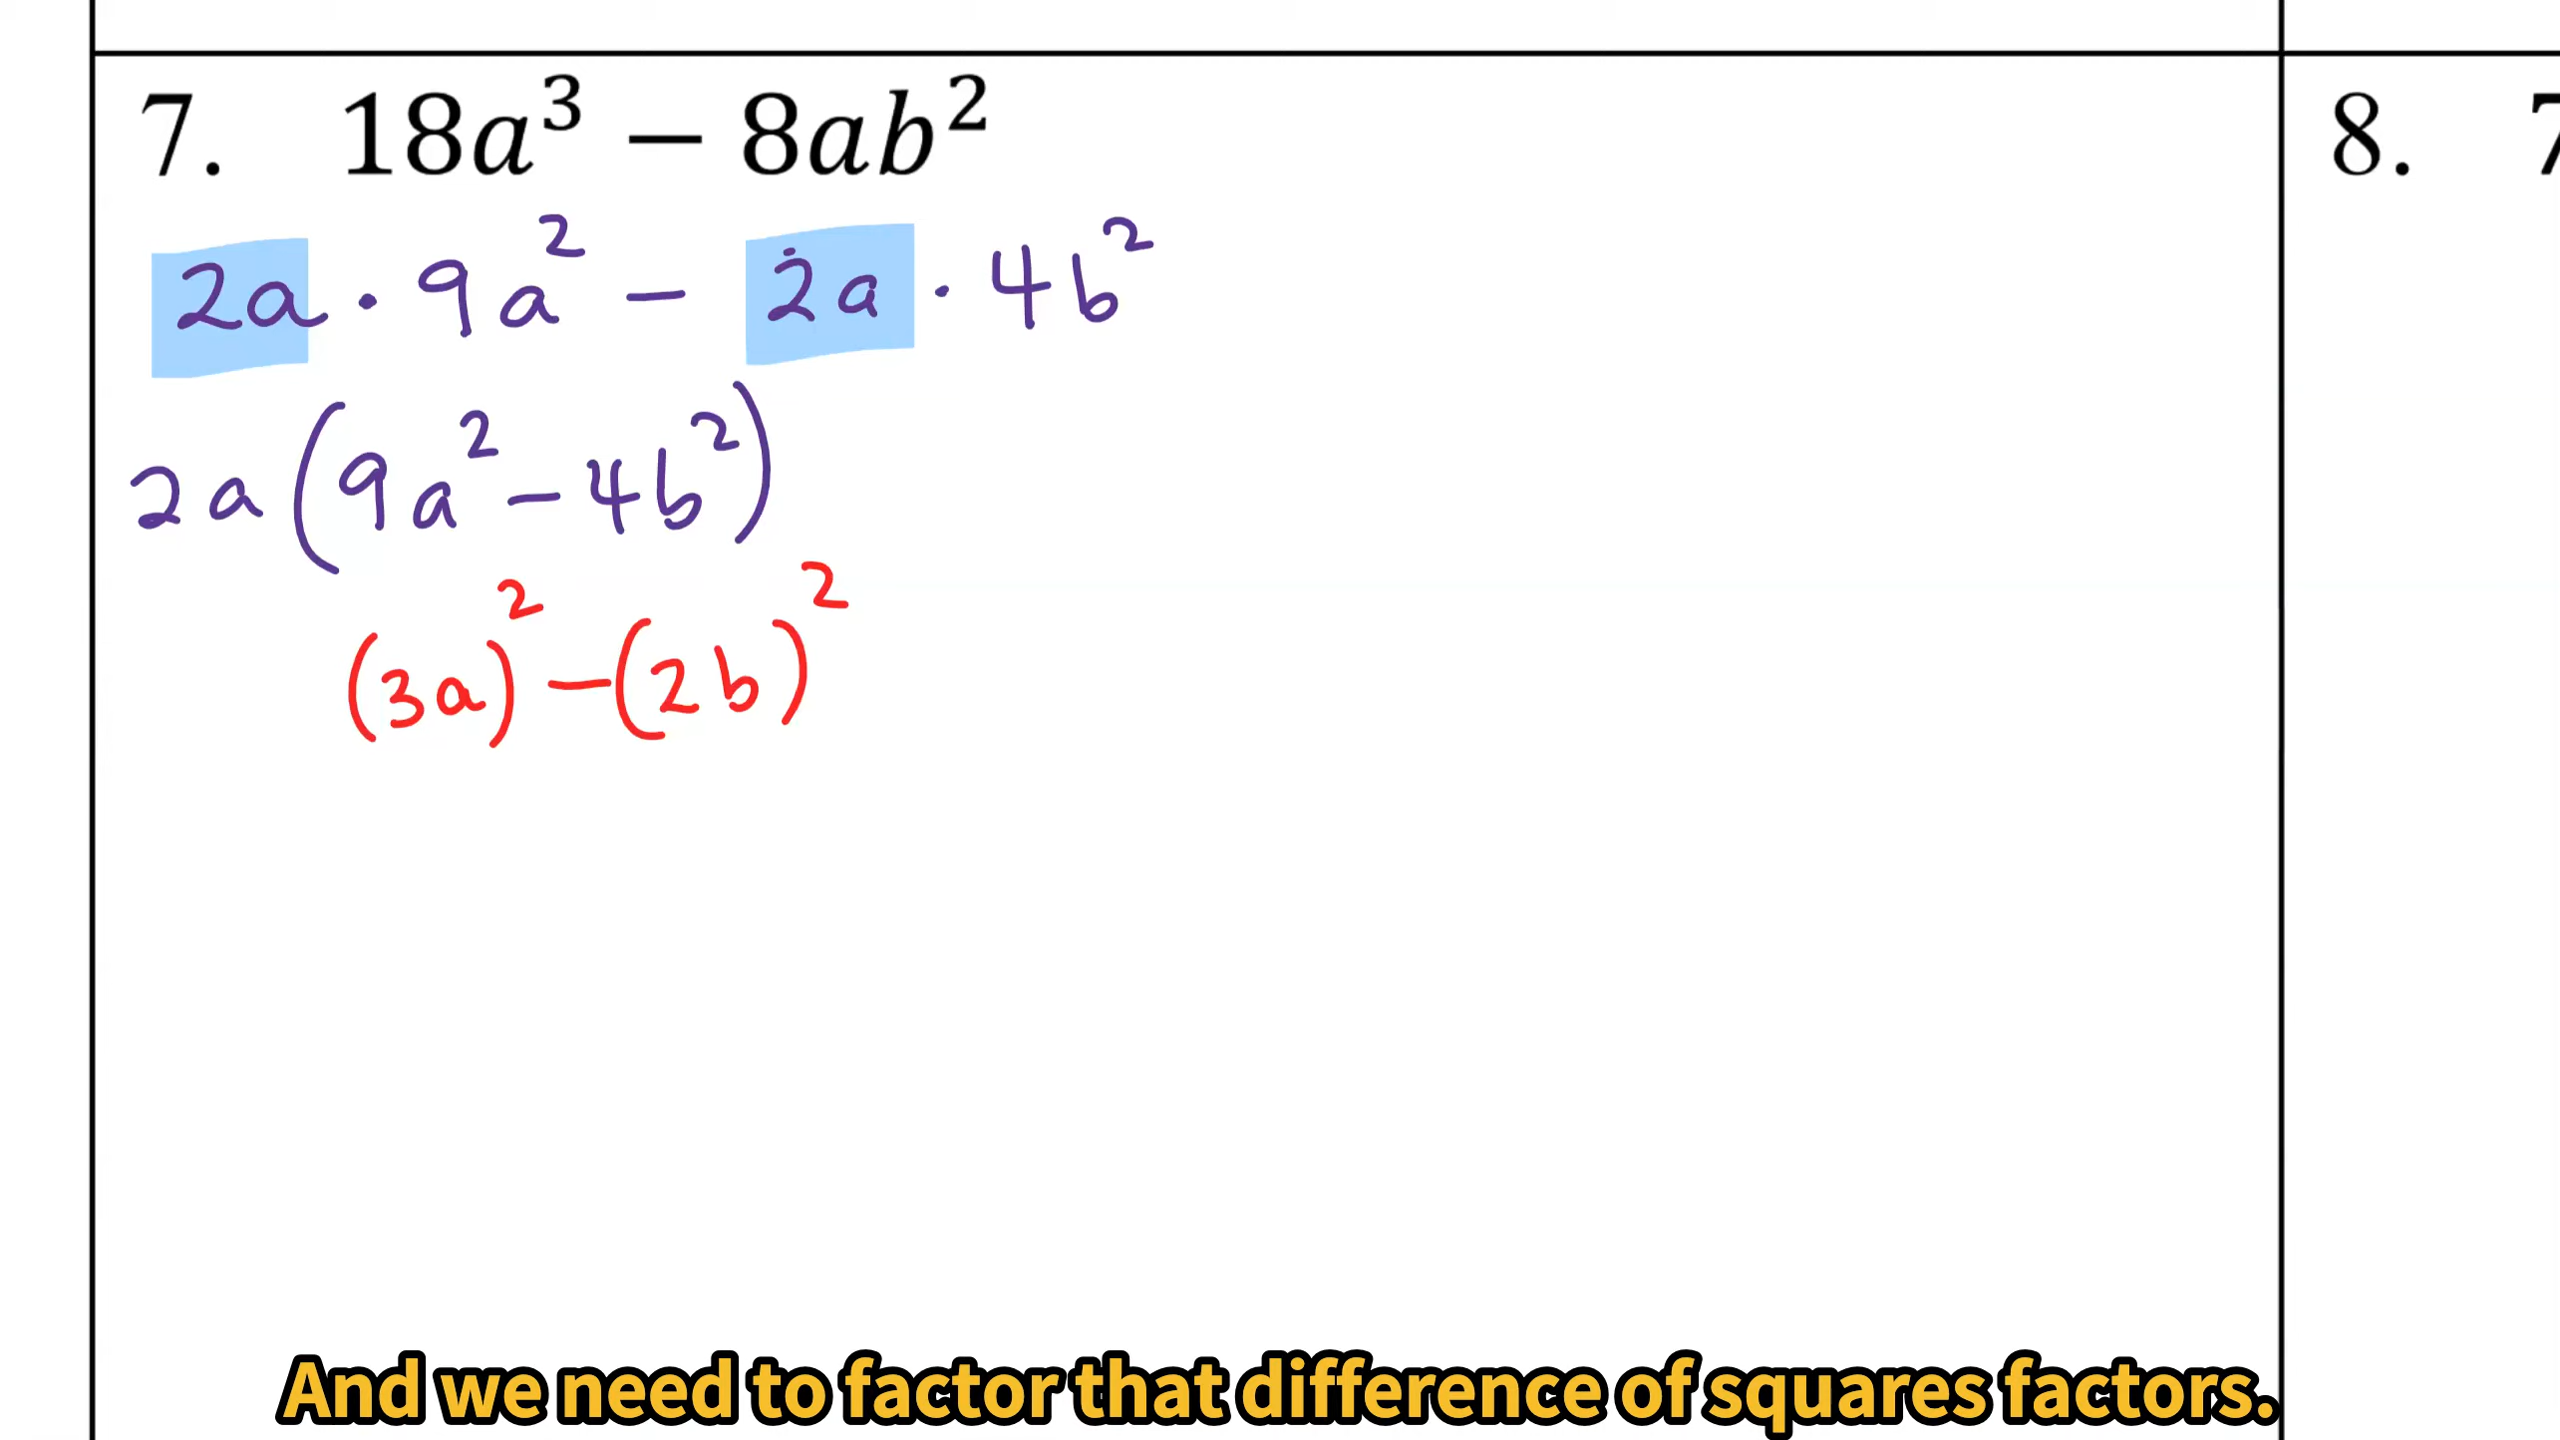 7. 18a³ − 8ab² 8. 7
2a · 9a² − 2a · 4b²
2a(9a² − 4b²)
(3a)² − (2b)²
And we need to factor that difference of squares factors.